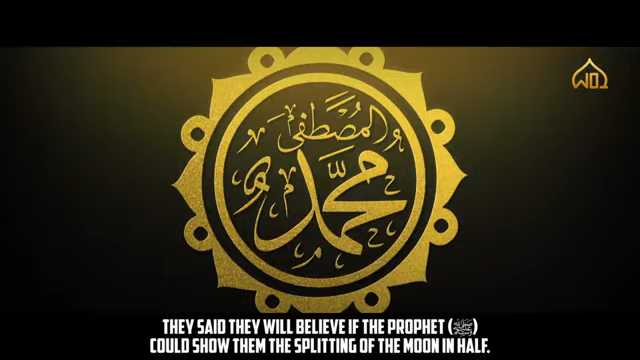 المصطفى
محمد
THEY SAID THEY WILL BELIEVE IF THE PROPHET (ﷺ)
COULD SHOW THEM THE SPLITTING OF THE MOON IN HALF.